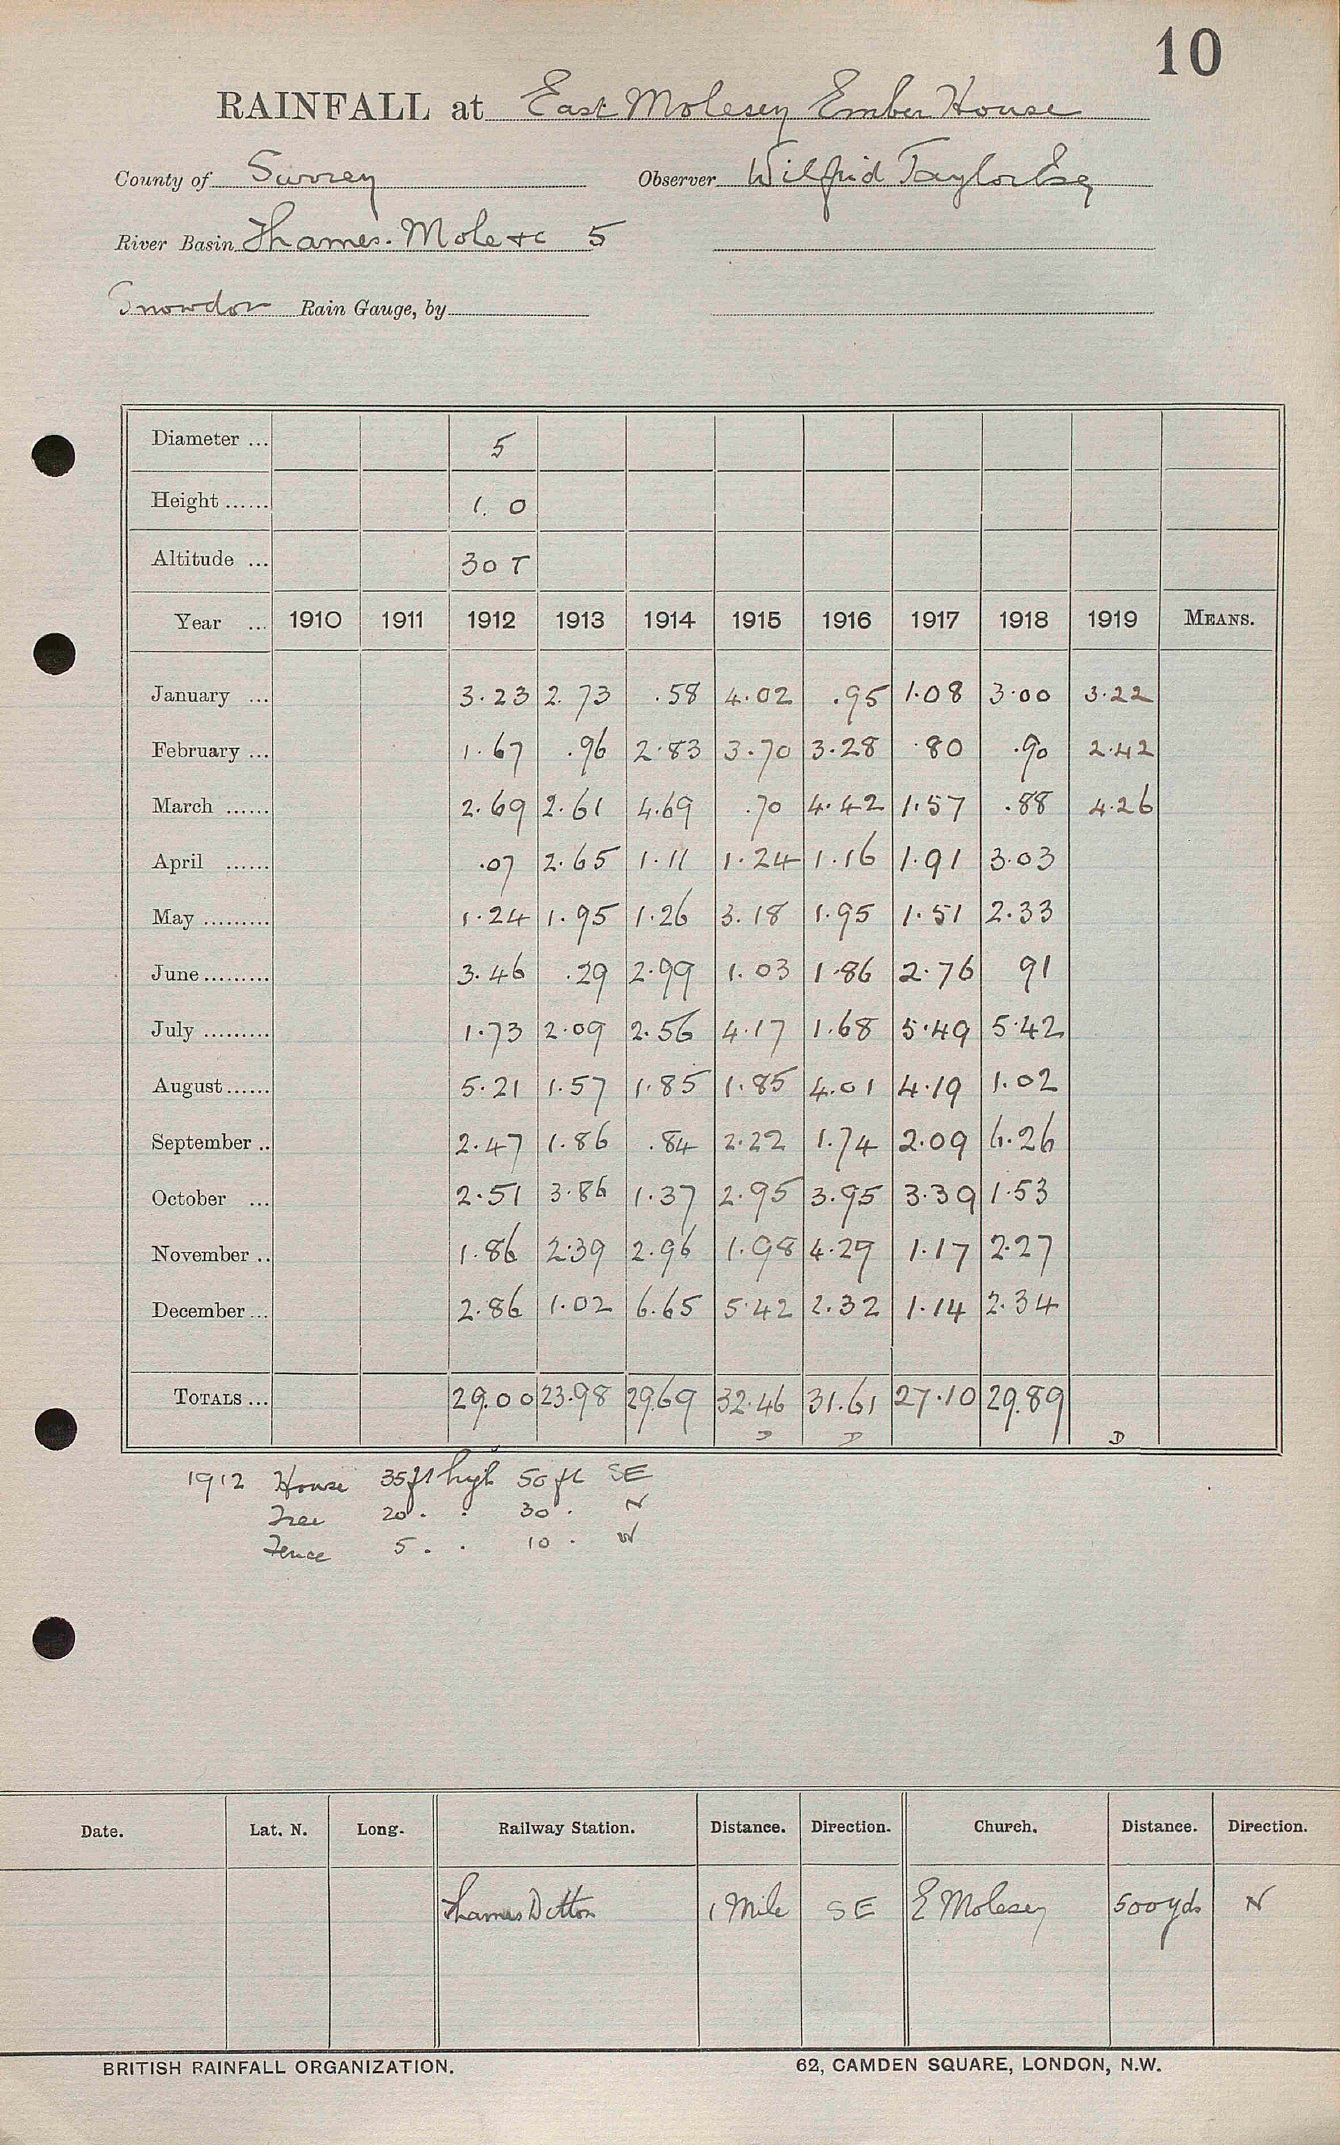 10
RAINFALL at East Molesey Ember House
County of Surrey Observer Wilfrid Taylor Esq
River Basin Thames. Mole &c 5
Snowdon Rain Gauge, by
Diameter ... 5
Height ...... 1. 0
Altitude ... 30 T
Year ... 1910 1911 1912 1913 1914 1915 1916 1917 1918 1919 MEANS.
January ... 3.23 2.73 .58 4.02 .95 1.08 3.00 3.22
February ... 1.67 .96 2.83 3.70 3.28 .80 .90 2.42
March ...... 2.69 2.61 4.69 .70 4.42 1.57 .88 4.26
April ...... .07 2.65 1.11 1.24 1.16 1.91 3.03
May ......... 1.24 1.95 1.26 3.18 1.95 1.51 2.33
June ......... 3.46 .29 2.99 1.03 1.86 2.76 91
July ......... 1.73 2.09 2.56 4.17 1.68 5.49 5.42
August ...... 5.21 1.57 1.85 1.85 4.01 4.19 1.02
September .. 2.47 1.86 .84 2.22 1.74 2.09 6.26
October ... 2.51 3.86 1.37 2.95 3.95 3.39 1.53
November .. 1.86 2.39 2.96 1.98 4.29 1.17 2.27
December ... 2.86 1.02 6.65 5.42 2.32 1.14 2.34
TOTALS ... 29.00 23.98 29.69 32.46 31.61 27.10 29.89
D D D
1912 House 35 ft high 50 ft SE
Tree 20 . . 30 . N
Fence 5 . . 10 . W
Date. Lat. N. Long. Railway Station. Distance. Direction. Church. Distance. Direction.
Thames Ditton 1 Mile SE E Molesey 500 yds N
BRITISH RAINFALL ORGANIZATION. 62, CAMDEN SQUARE, LONDON, N.W.